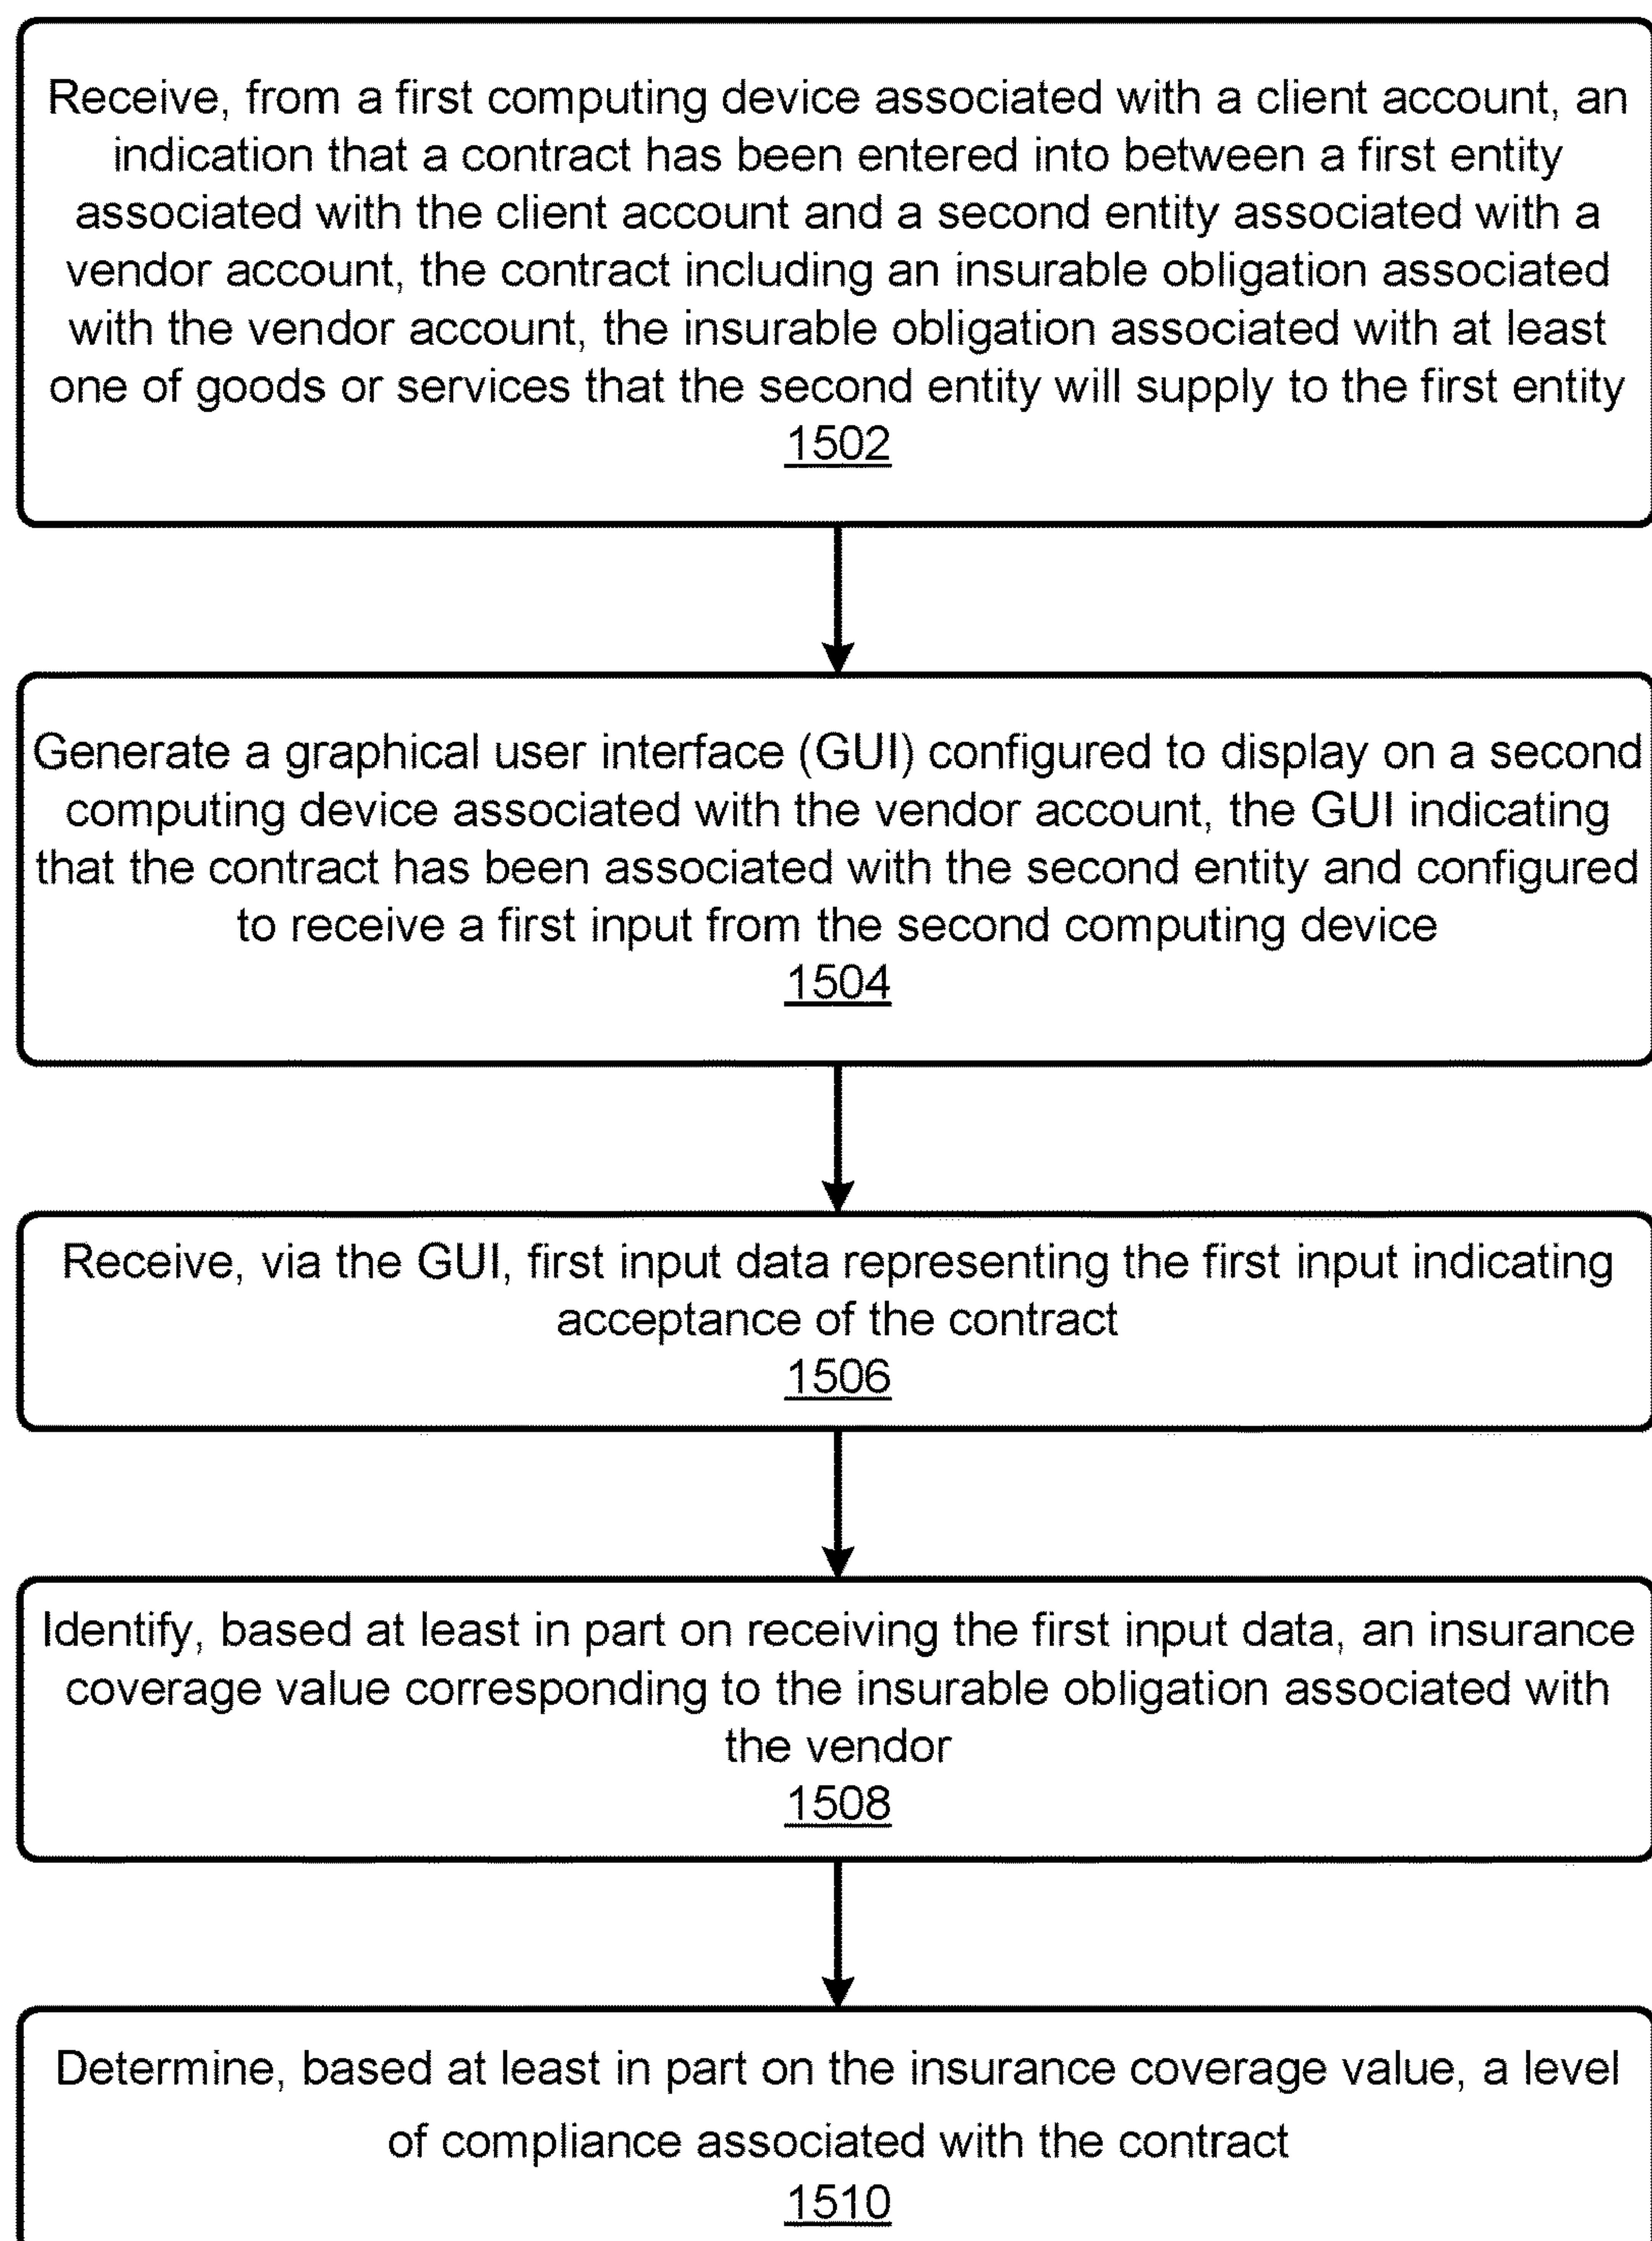 Receive, from a first computing device associated with a client account, an
indication that a contract has been entered into between a first entity
associated with the client account and a second entity associated with a
vendor account, the contract including an insurable obligation associated
with the vendor account, the insurable obligation associated with at least
one of goods or services that the second entity will supply to the first entity
1502
Generate a graphical user interface (GUI) configured to display on a second
computing device associated with the vendor account, the GUI indicating
that the contract has been associated with the second entity and configured
to receive a first input from the second computing device
1504
Receive, via the GUI, first input data representing the first input indicating
acceptance of the contract
1506
Identify, based at least in part on receiving the first input data, an insurance
coverage value corresponding to the insurable obligation associated with
the vendor
1508
Determine, based at least in part on the insurance coverage value, a level
of compliance associated with the contract
1510